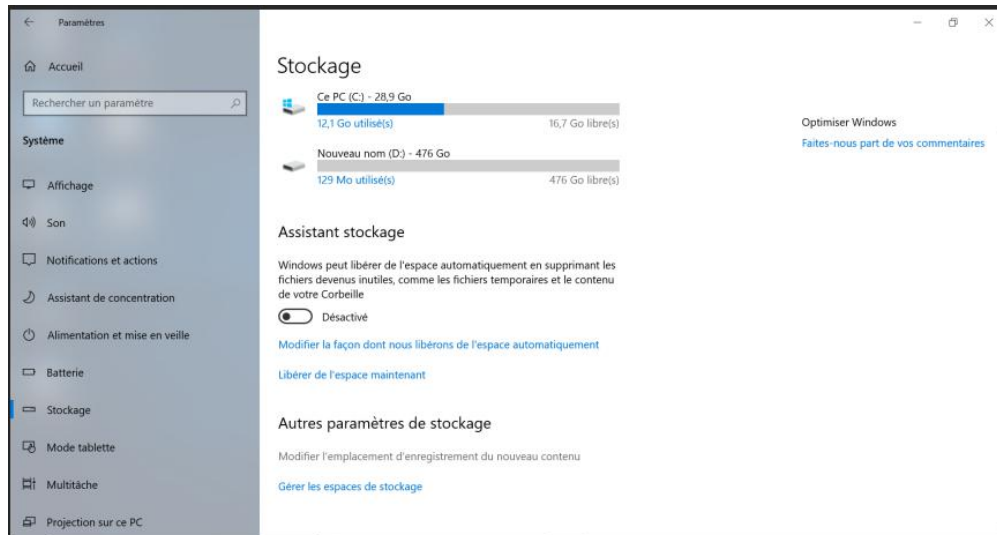 Paramètres
Accueil
Rechercher un paramètre
Système
Affichage
Son
Notifications et actions
Assistant de concentration
Alimentation et mise en veille
Batterie
Stockage
Mode tablette
Multitâche
Projection sur ce PC
Stockage
Ce PC (C:) - 28,9 Go
12,1 Go utilisé(s) 16,7 Go libre(s)
Nouveau nom (D:) - 476 Go
129 Mo utilisé(s) 476 Go libre(s)
Assistant stockage
Windows peut libérer de l'espace automatiquement en supprimant les
fichiers devenus inutiles, comme les fichiers temporaires et le contenu
de votre Corbeille
Désactivé
Modifier la façon dont nous libérons de l'espace automatiquement
Libérer de l'espace maintenant
Autres paramètres de stockage
Modifier l'emplacement d'enregistrement du nouveau contenu
Gérer les espaces de stockage
Optimiser Windows
Faites-nous part de vos commentaires